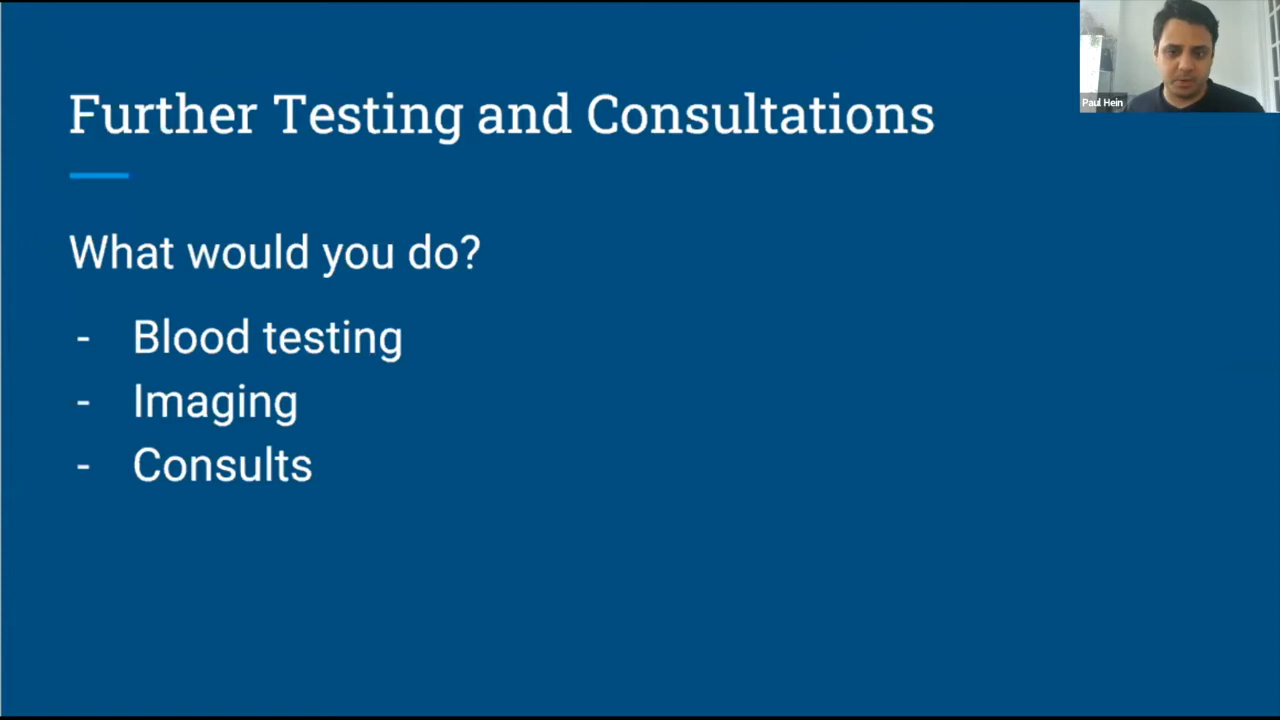 Further Testing and Consultations
Paul Hein
What would you do?
- Blood testing
- Imaging
- Consults